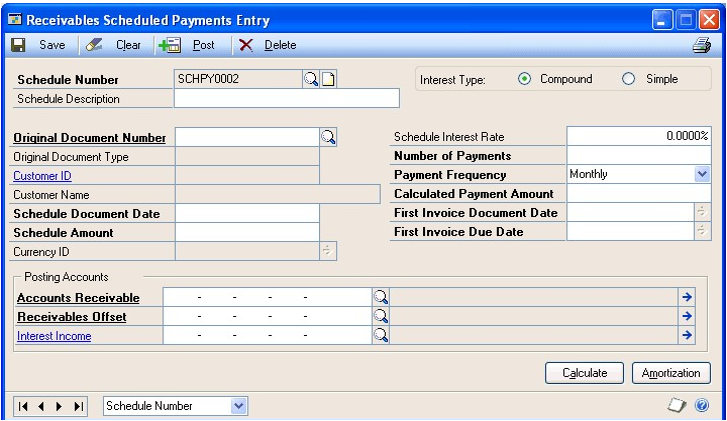 Receivables Scheduled Payments Entry
Save Clear Post Delete
Schedule Number SCHPY0002 Interest Type: Compound Simple
Schedule Description
Original Document Number Schedule Interest Rate 0.0000%
Original Document Type Number of Payments
Customer ID Payment Frequency Monthly
Customer Name Calculated Payment Amount
Schedule Document Date First Invoice Document Date
Schedule Amount First Invoice Due Date
Currency ID
Posting Accounts
Accounts Receivable - - - -
Receivables Offset - - - -
Interest Income - - - -
Calculate Amortization
Schedule Number